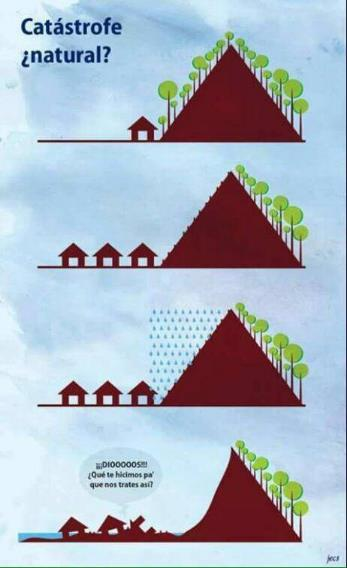 Catástrofe
¿natural?
¡¡¡DIOOOOOS!!!
¿Qué te hicimos pa'
que nos trates así?
jecs